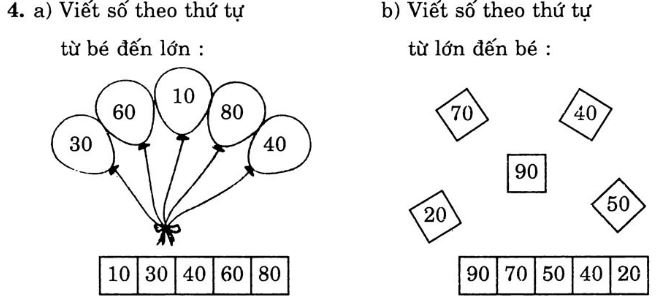 4. a) Viết số theo thứ tự
từ bé đến lớn :
30 60 10 80 40
10 30 40 60 80
b) Viết số theo thứ tự
từ lớn đến bé :
70 40
90
20 50
90 70 50 40 20